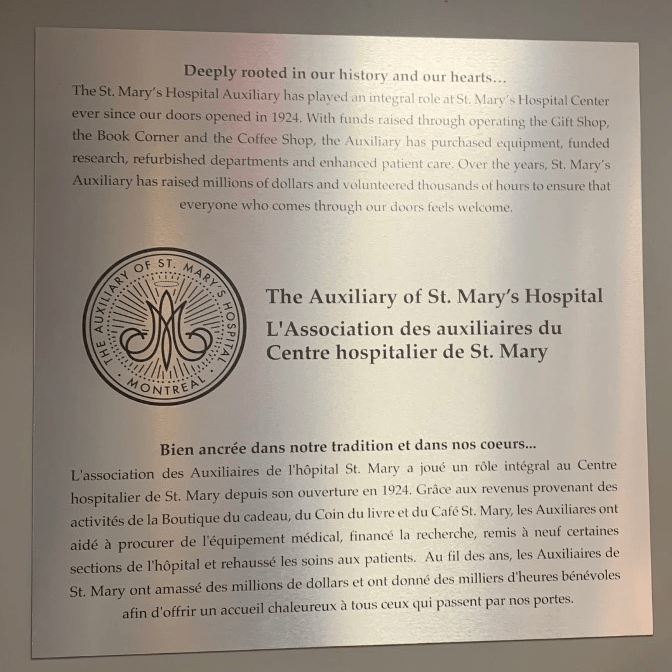 Deeply rooted in our history and our hearts...
The St. Mary's Hospital Auxiliary has played an integral role at St. Mary's Hospital Center
ever since our doors opened in 1924. With funds raised through operating the Gift Shop,
the Book Corner and the Coffee Shop, the Auxiliary has purchased equipment, funded
research, refurbished departments and enhanced patient care. Over the years, St. Mary's
Auxiliary has raised millions of dollars and volunteered thousands of hours to ensure that
everyone who comes through our doors feels welcome.
THE AUXILIARY OF ST. MARY'S HOSPITAL
· MONTREAL ·
The Auxiliary of St. Mary's Hospital
L'Association des auxiliaires du
Centre hospitalier de St. Mary
Bien ancrée dans notre tradition et dans nos coeurs...
L'association des Auxiliaires de l'hôpital St. Mary a joué un rôle intégral au Centre
hospitalier de St. Mary depuis son ouverture en 1924. Grâce aux revenus provenant des
activités de la Boutique du cadeau, du Coin du livre et du Café St. Mary, les Auxiliares ont
aidé à procurer de l'équipement médical, financé la recherche, remis à neuf certaines
sections de l'hôpital et rehaussé les soins aux patients. Au fil des ans, les Auxiliaires de
St. Mary ont amassé des millions de dollars et ont donné des milliers d'heures bénévoles
afin d'offrir un accueil chaleureux à tous ceux qui passent par nos portes.